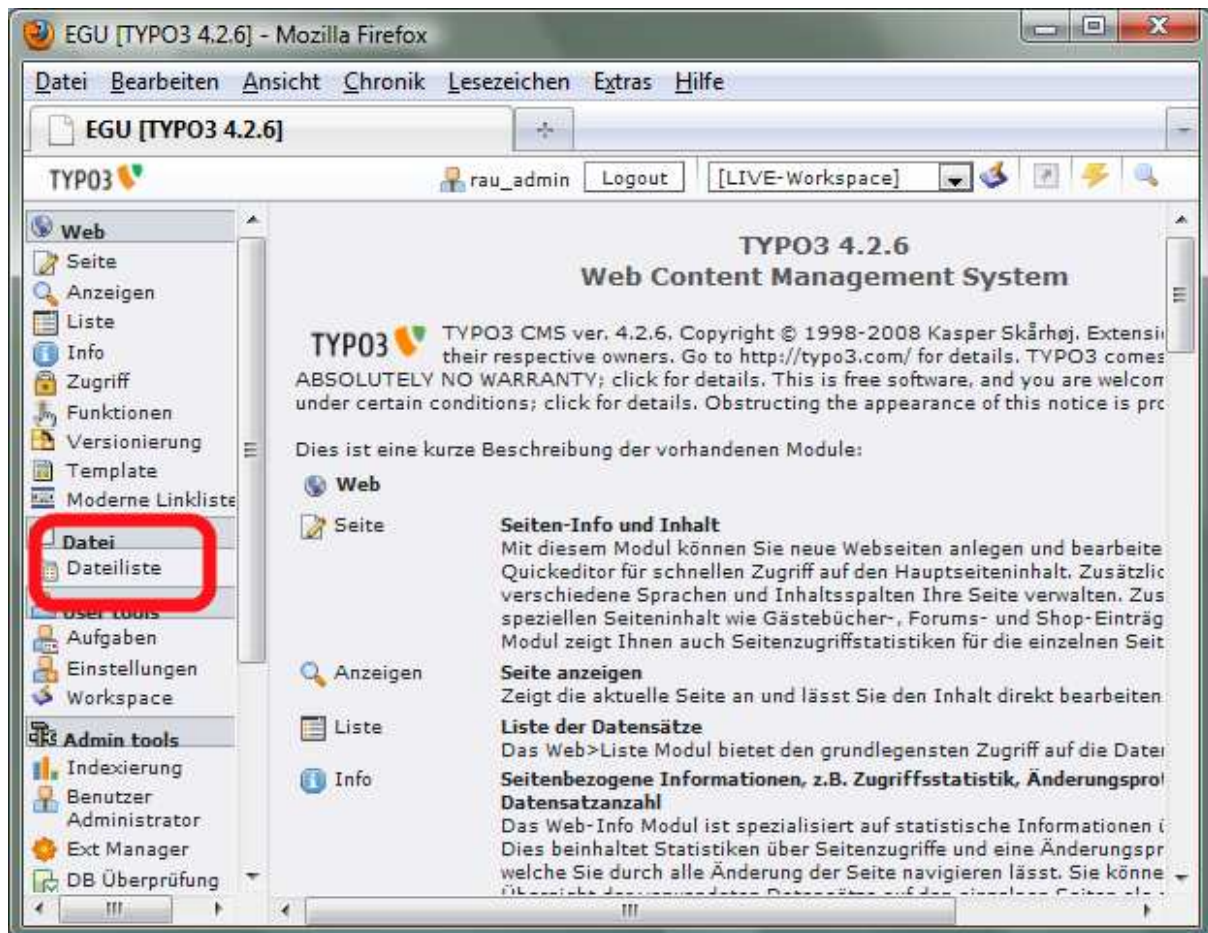 EGU [TYPO3 4.2.6] - Mozilla Firefox
Datei Bearbeiten Ansicht Chronik Lesezeichen Extras Hilfe
EGU [TYPO3 4.2.6]
TYPO3 rau_admin Logout [LIVE-Workspace]
Web
Seite
Anzeigen
Liste
Info
Zugriff
Funktionen
Versionierung
Template
Moderne Linkliste
Datei
Dateiliste
User tools
Aufgaben
Einstellungen
Workspace
Admin tools
Indexierung
Benutzer
Administrator
Ext Manager
DB Überprüfung
TYPO3 4.2.6
Web Content Management System
TYPO3
TYPO3 CMS ver. 4.2.6. Copyright © 1998-2008 Kasper Skårhøj. Extensi
their respective owners. Go to http://typo3.com/ for details. TYPO3 comes
ABSOLUTELY NO WARRANTY; click for details. This is free software, and you are welcom
under certain conditions; click for details. Obstructing the appearance of this notice is pro
Dies ist eine kurze Beschreibung der vorhandenen Module:
Web
Seite Seiten-Info und Inhalt
Mit diesem Modul können Sie neue Webseiten anlegen und bearbeite
Quickeditor für schnellen Zugriff auf den Hauptseiteninhalt. Zusätzlic
verschiedene Sprachen und Inhaltsspalten Ihre Seite verwalten. Zus
speziellen Seiteninhalt wie Gästebücher-, Forums- und Shop-Einträg
Modul zeigt Ihnen auch Seitenzugriffstatistiken für die einzelnen Seit
Anzeigen Seite anzeigen
Zeigt die aktuelle Seite an und lässt Sie den Inhalt direkt bearbeiten
Liste Liste der Datensätze
Das Web>Liste Modul bietet den grundlegensten Zugriff auf die Date
Info Seitenbezogene Informationen, z.B. Zugriffsstatistik, Änderungsprot
Datensatzanzahl
Das Web-Info Modul ist spezialisiert auf statistische Informationen
Dies beinhaltet Statistiken über Seitenzugriffe und eine Änderungspr
welche Sie durch alle Änderung der Seite navigieren lässt. Sie könne